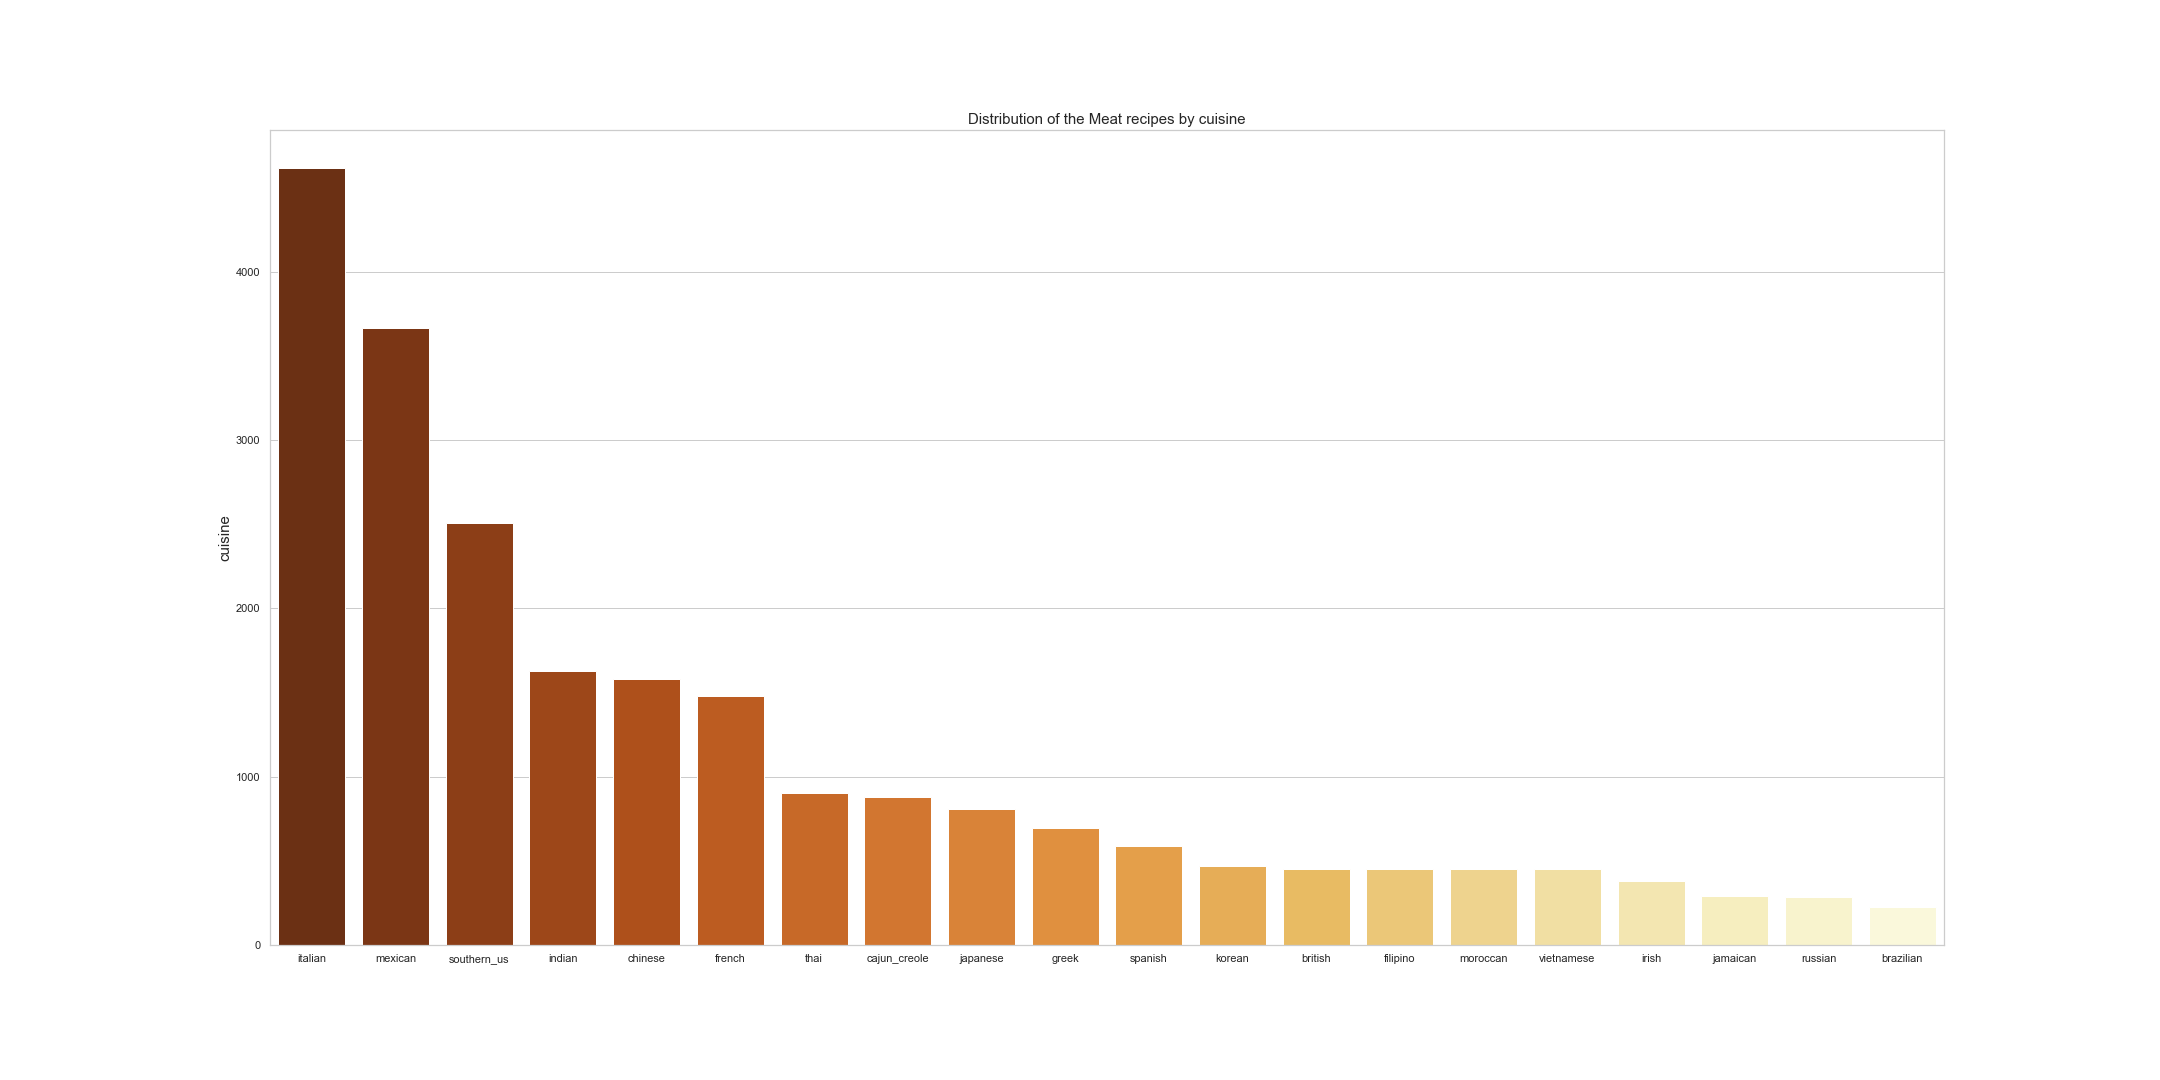 Distribution of the Meat recipes by cuisine
cuisine
4000
3000
2000
1000
0
italian mexican southern_us indian chinese french thai cajun_creole japanese greek spanish korean british filipino moroccan vietnamese irish jamaican russian brazilian